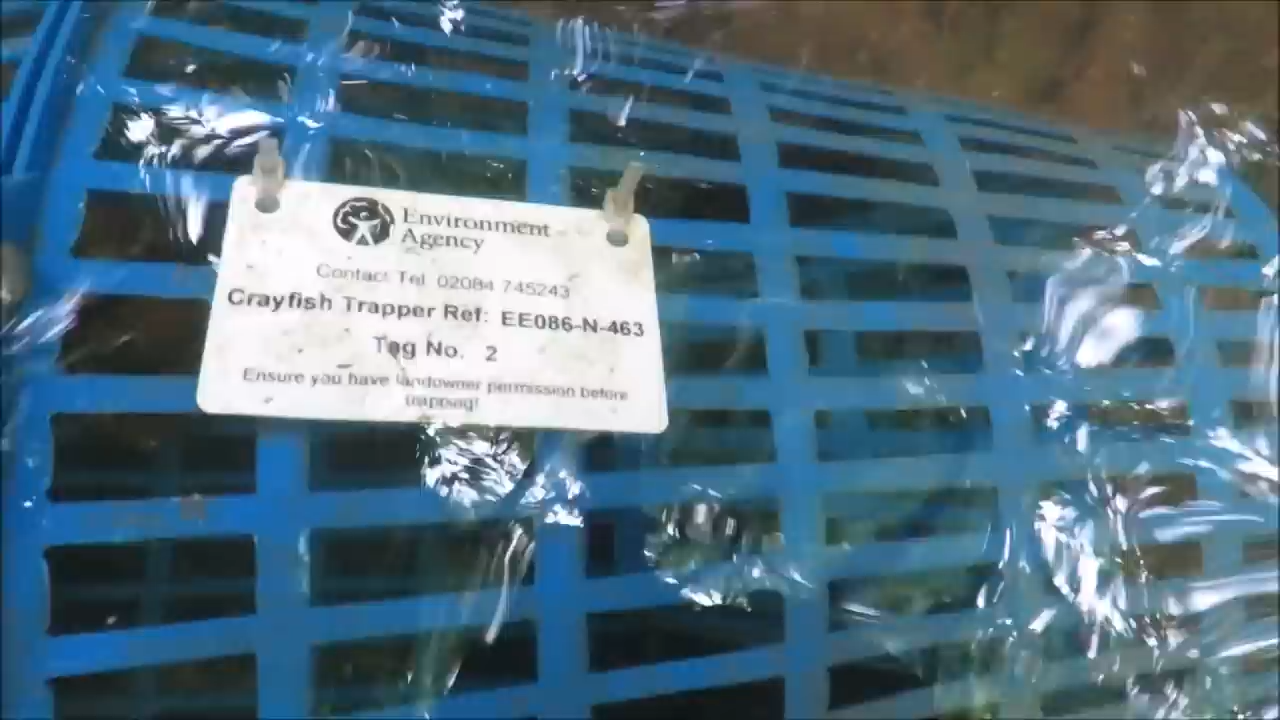 Environment
Agency
Contact Tel 02084 745243
Crayfish Trapper Ref: EE086-N-463
Tag No. 2
Ensure you have landowner permission before
trapping!